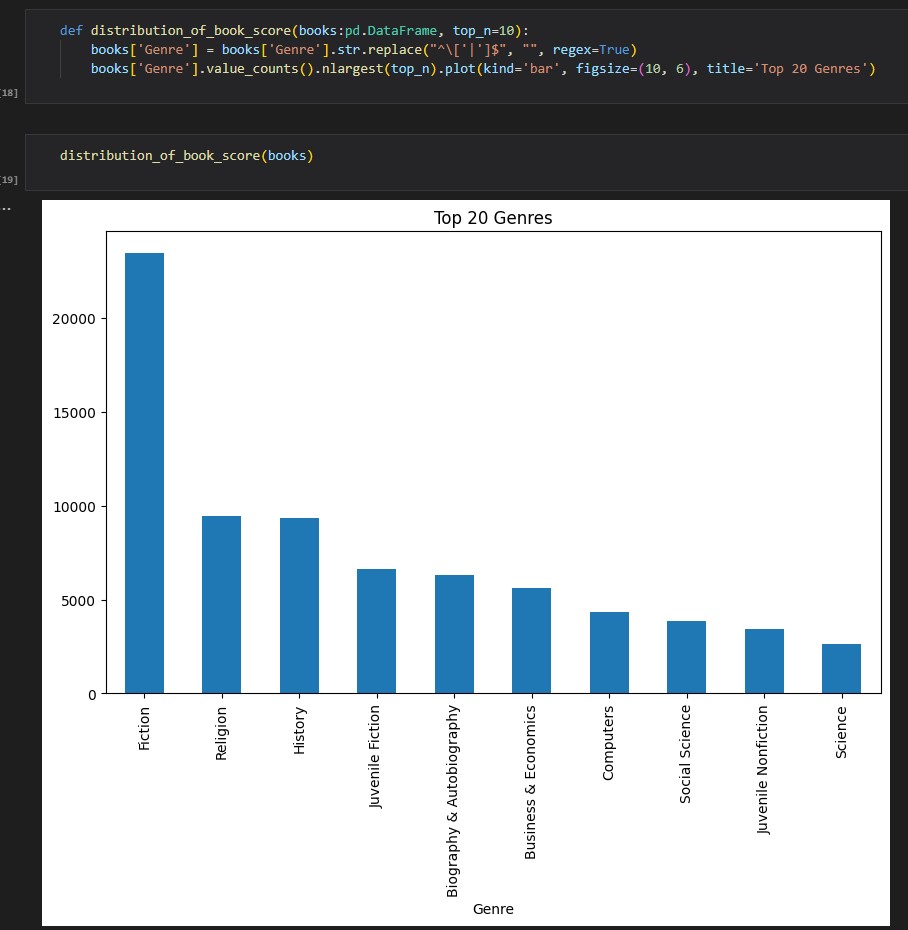 def distribution_of_book_score(books:pd.DataFrame, top_n=10):
books['Genre'] = books['Genre'].str.replace("^\['|']$", "", regex=True)
books['Genre'].value_counts().nlargest(top_n).plot(kind='bar', figsize=(10, 6), title='Top 20 Genres')
[18]
distribution_of_book_score(books)
[19]
...
Top 20 Genres
20000
15000
10000
5000
0
Fiction
Religion
History
Juvenile Fiction
Biography & Autobiography
Business & Economics
Computers
Social Science
Juvenile Nonfiction
Science
Genre